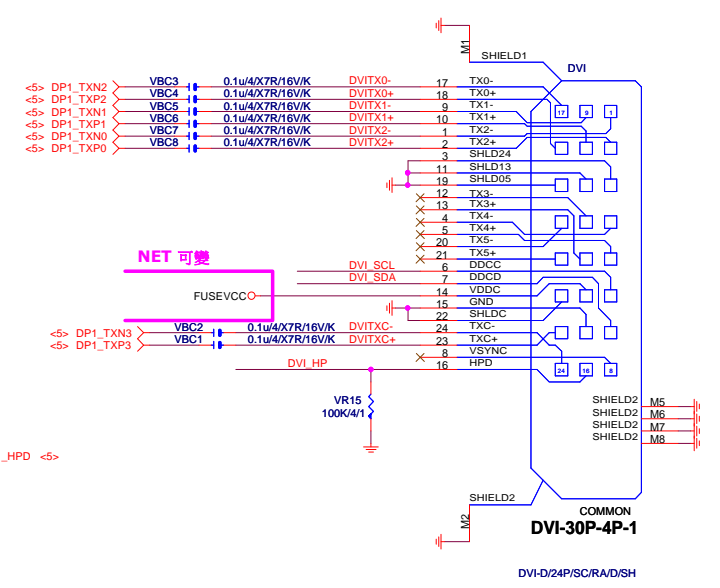 M1
SHIELD1
DVI
<5> DP1_TXN2 VBC3 0.1u/4/X7R/16V/K DVITX0- 17 TX0-
<5> DP1_TXP2 VBC4 0.1u/4/X7R/16V/K DVITX0+ 18 TX0+
<5> DP1_TXN1 VBC5 0.1u/4/X7R/16V/K DVITX1- 9 TX1-
<5> DP1_TXP1 VBC6 0.1u/4/X7R/16V/K DVITX1+ 10 TX1+
<5> DP1_TXN0 VBC7 0.1u/4/X7R/16V/K DVITX2- 1 TX2-
<5> DP1_TXP0 VBC8 0.1u/4/X7R/16V/K DVITX2+ 2 TX2+
17 9 1
3 SHLD24
11 SHLD13
19 SHLD05
12 TX3-
13 TX3+
4 TX4-
5 TX4+
20 TX5-
21 TX5+
NET 可變
DVI_SCL 6 DDCC
DVI_SDA 7 DDCD
FUSEVCC 14 VDDC
15 GND
22 SHLDC
<5> DP1_TXN3 VBC2 0.1u/4/X7R/16V/K DVITXC- 24 TXC-
<5> DP1_TXP3 VBC1 0.1u/4/X7R/16V/K DVITXC+ 23 TXC+
8 VSYNC
DVI_HP 16 HPD
24 16 8
VR15
100K/4/1
SHIELD2 M5
SHIELD2 M6
SHIELD2 M7
SHIELD2 M8
_HPD <5>
SHIELD2
M2
COMMON
DVI-30P-4P-1
DVI-D/24P/SC/RA/D/SH